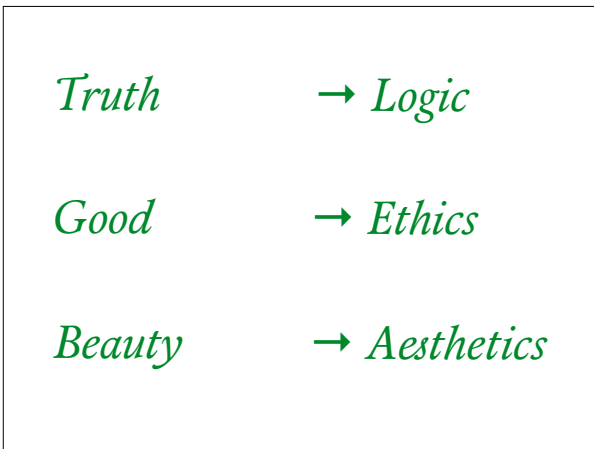 Truth → Logic
Good → Ethics
Beauty → Aesthetics